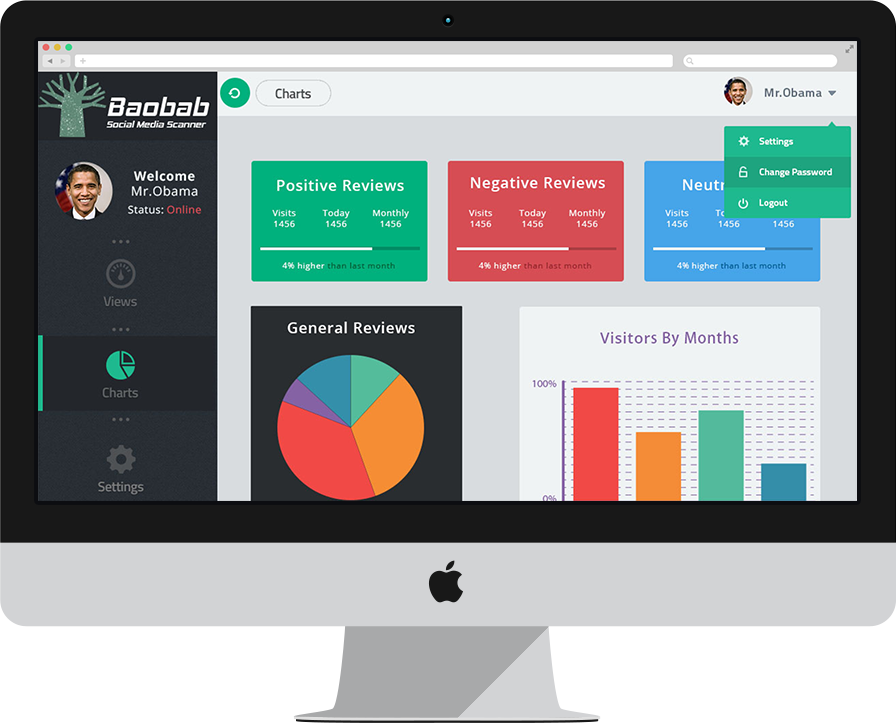 Baobab
Social Media Scanner
Charts
Mr.Obama
Settings
Change Password
Logout
Welcome
Mr.Obama
Status: Online
Views
Charts
Settings
Positive Reviews
Visits Today Monthly
1456 1456 1456
4% higher than last month
Negative Reviews
Visits Today Monthly
1456 1456 1456
4% higher than last month
Neut
Visits
1456 1456
4% higher than last month
General Reviews
Visitors By Months
100%
0%